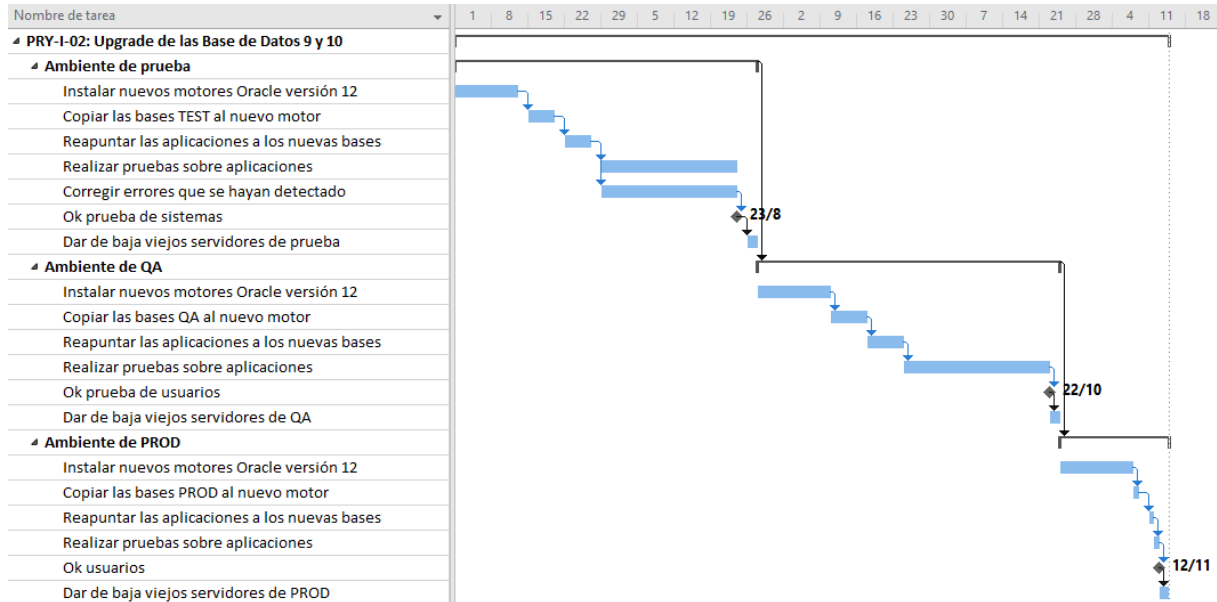 Nombre de tarea 1 8 15 22 29 5 12 19 26 2 9 16 23 30 7 14 21 28 4 11 18
PRY-I-02: Upgrade de las Base de Datos 9 y 10
Ambiente de prueba
Instalar nuevos motores Oracle versión 12
Copiar las bases TEST al nuevo motor
Reapuntar las aplicaciones a los nuevas bases
Realizar pruebas sobre aplicaciones
Corregir errores que se hayan detectado
Ok prueba de sistemas 23/8
Dar de baja viejos servidores de prueba
Ambiente de QA
Instalar nuevos motores Oracle versión 12
Copiar las bases QA al nuevo motor
Reapuntar las aplicaciones a los nuevas bases
Realizar pruebas sobre aplicaciones
Ok prueba de usuarios 22/10
Dar de baja viejos servidores de QA
Ambiente de PROD
Instalar nuevos motores Oracle versión 12
Copiar las bases PROD al nuevo motor
Reapuntar las aplicaciones a los nuevas bases
Realizar pruebas sobre aplicaciones
Ok usuarios 12/11
Dar de baja viejos servidores de PROD